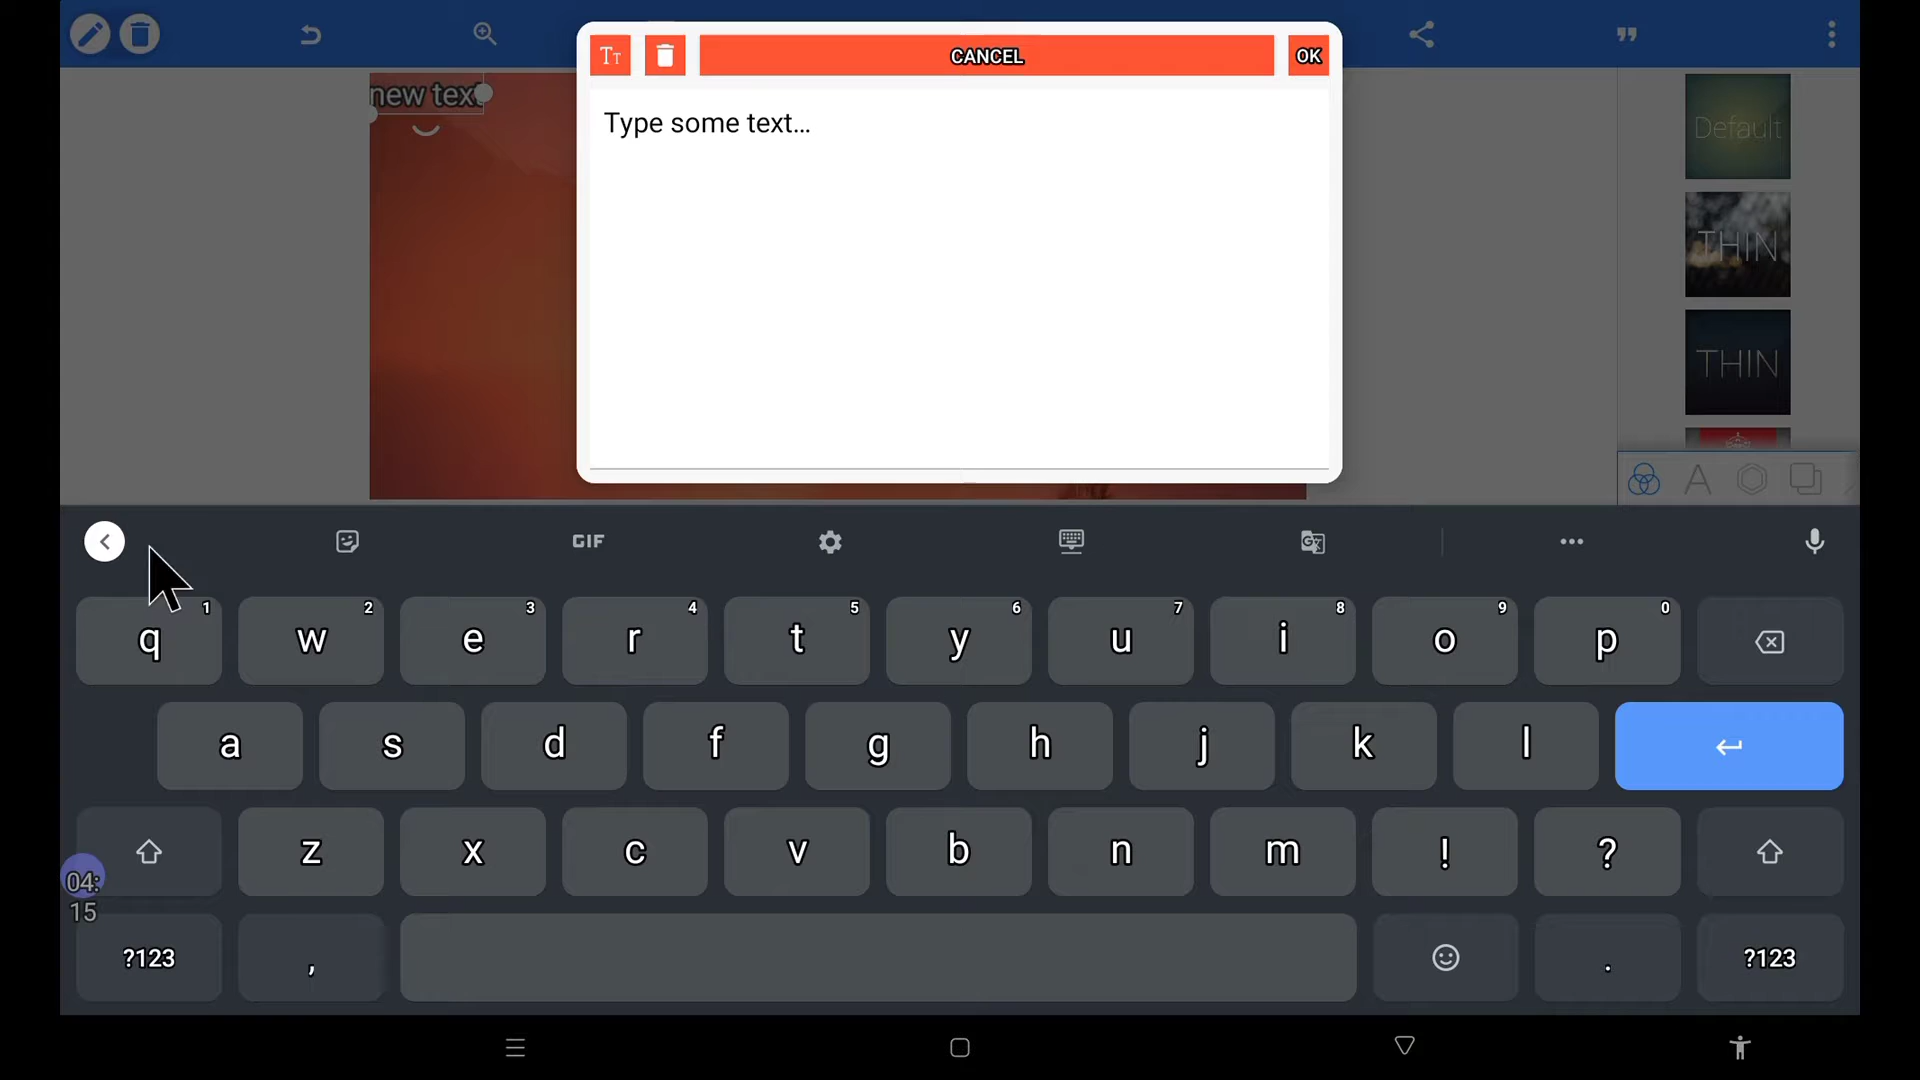 CANCEL
OK
new text
Type some text...
Default
THIN
THIN
A
GIF
q 1 w 2 e 3 r 4 t 5 y 6 u 7 i 8 o 9 p 0
a s d f g h j k l
z x c v b n m ! ?
04:
15
?123 , . ?123